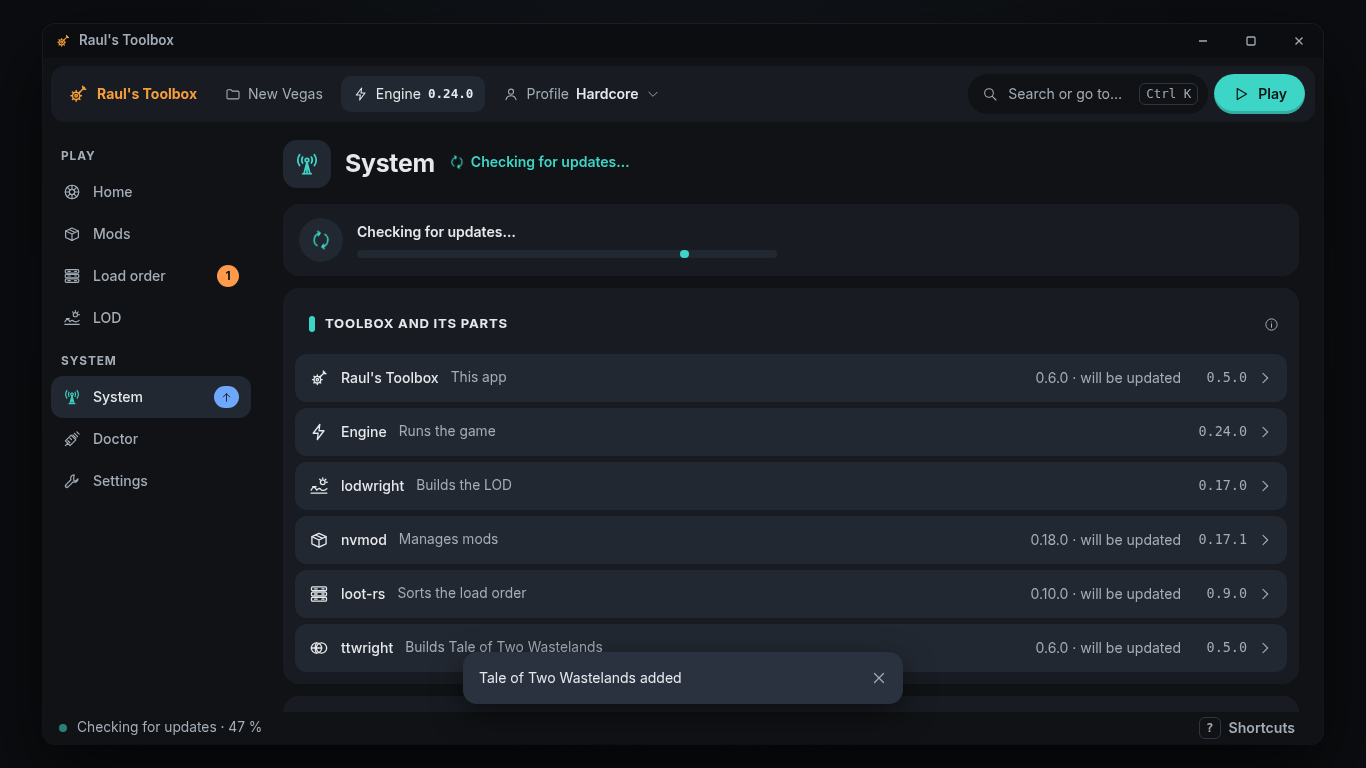 Raul's Toolbox
Raul's Toolbox New Vegas Engine 0.24.0 Profile Hardcore Search or go to... Ctrl K Play
PLAY
Home
Mods
Load order 1
LOD
SYSTEM
System
Doctor
Settings
System Checking for updates...
Checking for updates...
TOOLBOX AND ITS PARTS
Raul's Toolbox This app 0.6.0 · will be updated 0.5.0
Engine Runs the game 0.24.0
lodwright Builds the LOD 0.17.0
nvmod Manages mods 0.18.0 · will be updated 0.17.1
loot-rs Sorts the load order 0.10.0 · will be updated 0.9.0
ttwright Builds Tale of Two Wastelands 0.6.0 · will be updated 0.5.0
Tale of Two Wastelands added
Checking for updates · 47 % ? Shortcuts